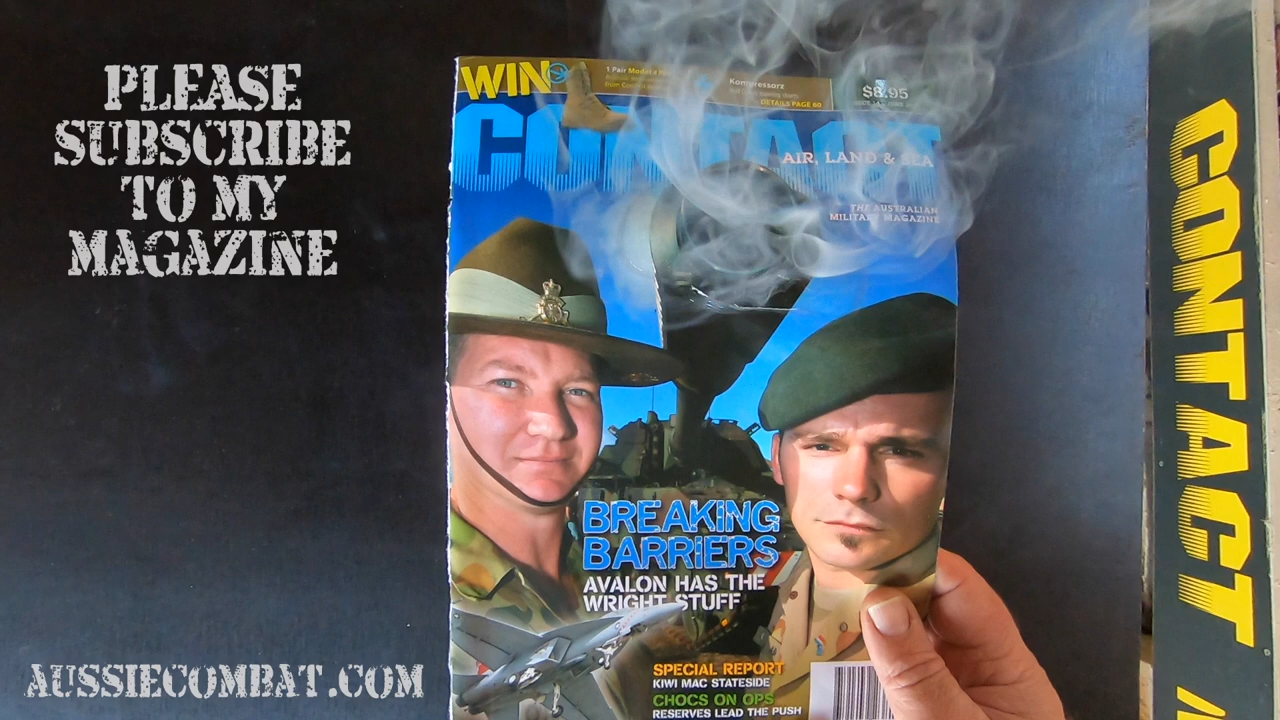 PLEASE
SUBSCRIBE
TO MY
MAGAZINE
AUSSIECOMBAT.COM
WIN
1 Pair
Kompressorz
DETAILS PAGE 60
$8.95
CONTACT
AIR, LAND & SEA
THE AUSTRALIAN
MILITARY MAGAZINE
BREAKING
BARRIERS
AVALON HAS THE
WRIGHT STUFF
SPECIAL REPORT
KIWI MAC STATESIDE
CHOCS ON OPS
RESERVES LEAD THE PUSH
CONTACT